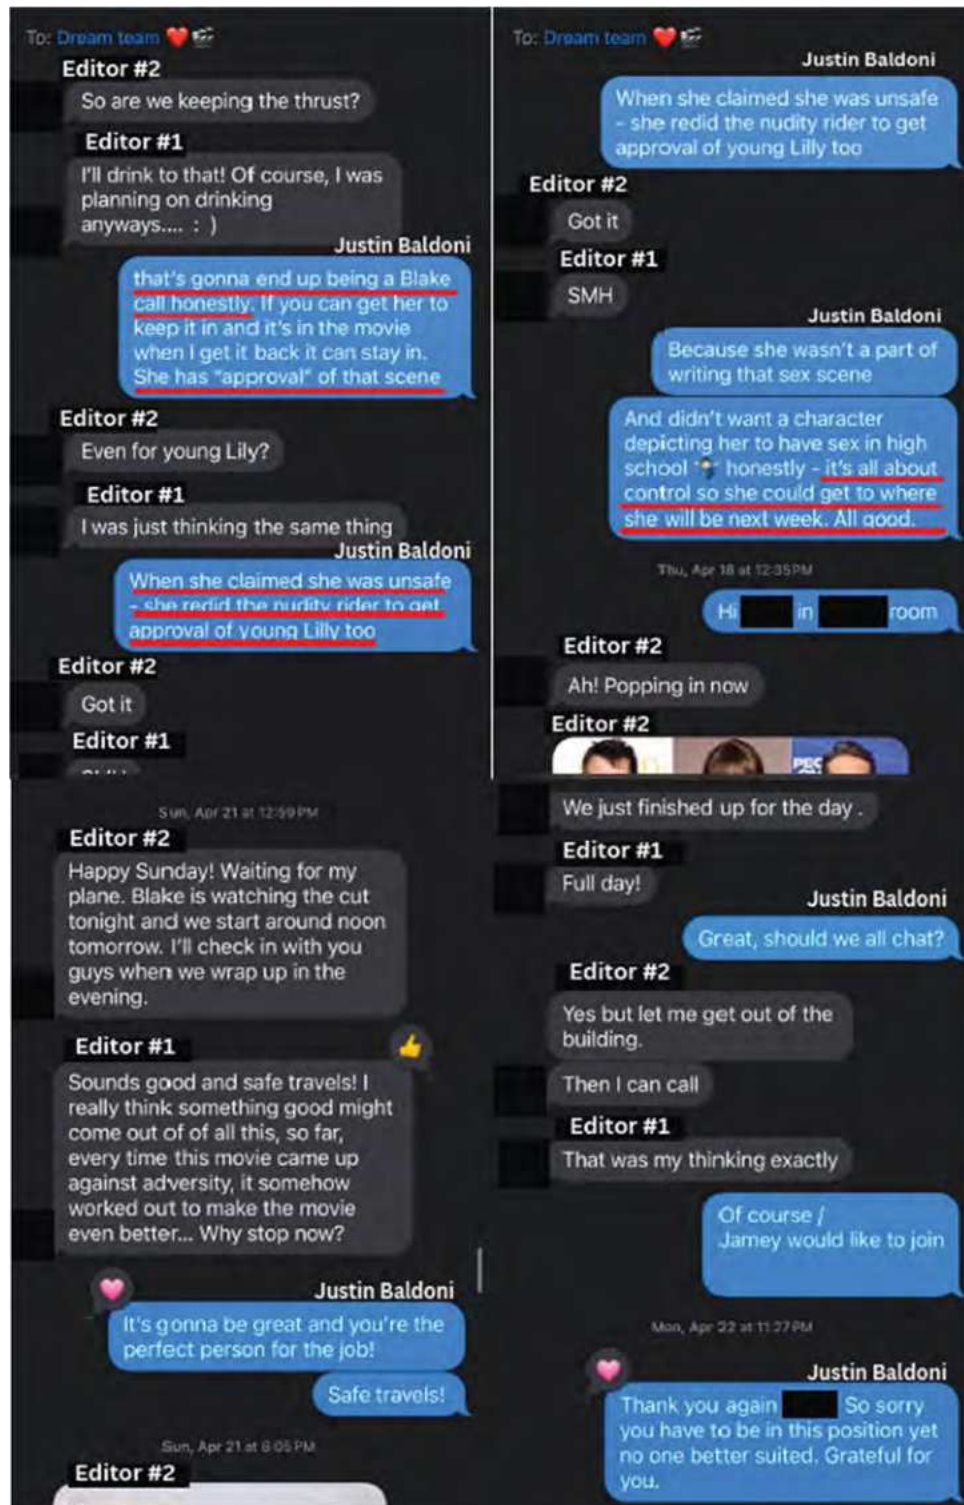 To: Dream team ❤️🎬
Editor #2
So are we keeping the thrust?
Editor #1
I'll drink to that! Of course, I was
planning on drinking
anyways.... : )
Justin Baldoni
that's gonna end up being a Blake
call honestly. If you can get her to
keep it in and it's in the movie
when I get it back it can stay in.
She has "approval" of that scene
Editor #2
Even for young Lily?
Editor #1
I was just thinking the same thing
Justin Baldoni
When she claimed she was unsafe
- she redid the nudity rider to get
approval of young Lilly too
Editor #2
Got it
Editor #1
To: Dream team ❤️🎬
Justin Baldoni
When she claimed she was unsafe
- she redid the nudity rider to get
approval of young Lilly too
Editor #2
Got it
Editor #1
SMH
Justin Baldoni
Because she wasn't a part of
writing that sex scene
And didn't want a character
depicting her to have sex in high
school 🤷‍♂️ honestly - it's all about
control so she could get to where
she will be next week. All good.
Thu, Apr 18 at 12:35 PM
Hi in room
Editor #2
Ah! Popping in now
Editor #2
Sun, Apr 21 at 12:59 PM
Editor #2
Happy Sunday! Waiting for my
plane. Blake is watching the cut
tonight and we start around noon
tomorrow. I'll check in with you
guys when we wrap up in the
evening.
Editor #1
Sounds good and safe travels! I
really think something good might
come out of of all this, so far,
every time this movie came up
against adversity, it somehow
worked out to make the movie
even better... Why stop now?
Justin Baldoni
It's gonna be great and you're the
perfect person for the job!
Safe travels!
Sun, Apr 21 at 6:05 PM
Editor #2
We just finished up for the day .
Editor #1
Full day!
Justin Baldoni
Great, should we all chat?
Editor #2
Yes but let me get out of the
building.
Then I can call
Editor #1
That was my thinking exactly
Of course /
Jamey would like to join
Mon, Apr 22 at 11:27 PM
Justin Baldoni
Thank you again So sorry
you have to be in this position yet
no one better suited. Grateful for
you.